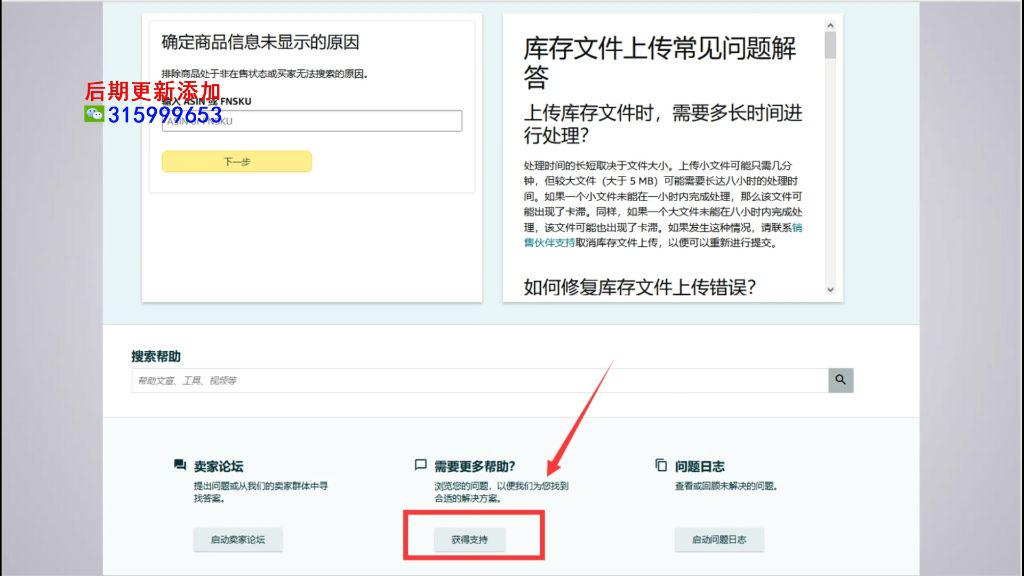 确定商品信息未显示的原因
排除商品处于非在售状态或买家无法搜索的原因。
后期更新添加
输入 ASIN 或 FNSKU
315999653
ASIN 或 FNSKU
下一步
库存文件上传常见问题解
答
上传库存文件时，需要多长时间进
行处理？
处理时间的长短取决于文件大小。上传小文件可能只需几分
钟，但较大文件（大于 5 MB）可能需要长达八小时的处理时
间。如果一个小文件未能在一小时内完成处理，那么该文件可
能出现了卡滞。同样，如果一个大文件未能在八小时内完成处
理，该文件可能也出现了卡滞。如果发生这种情况，请联系销
售伙伴支持取消库存文件上传，以便可以重新进行提交。
如何修复库存文件上传错误？
搜索帮助
帮助文章、工具、视频等
卖家论坛
提出问题或从我们的卖家群体中寻
找答案。
启动卖家论坛
需要更多帮助？
浏览您的问题，以便我们为您找到
合适的解决方案。
获得支持
问题日志
查看或回顾未解决的问题。
启动问题日志